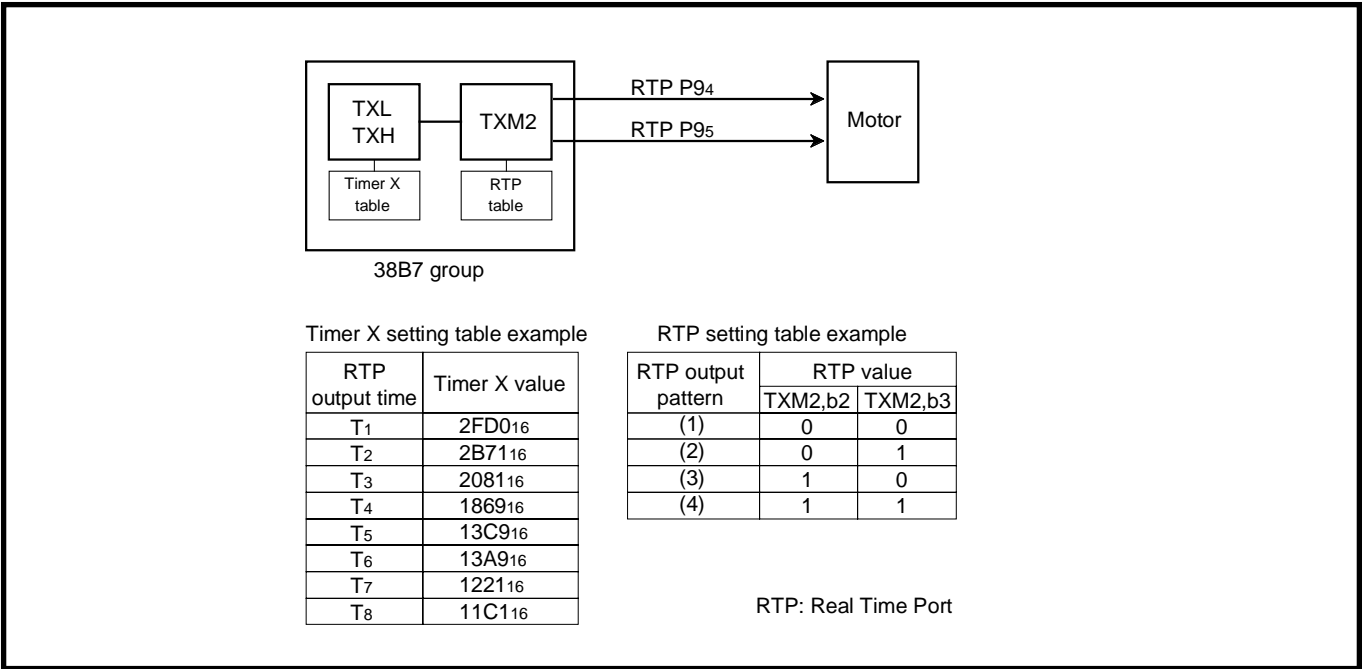 TXL
TXH
TXM2
RTP P94
RTP P95
Motor
Timer X
table
RTP
table
38B7 group
Timer X setting table example
RTP
output time
Timer X value
T1 2FD016
T2 2B7116
T3 208116
T4 186916
T5 13C916
T6 13A916
T7 122116
T8 11C116
RTP setting table example
RTP output
pattern
RTP value
TXM2,b2 TXM2,b3
(1) 0 0
(2) 0 1
(3) 1 0
(4) 1 1
RTP: Real Time Port